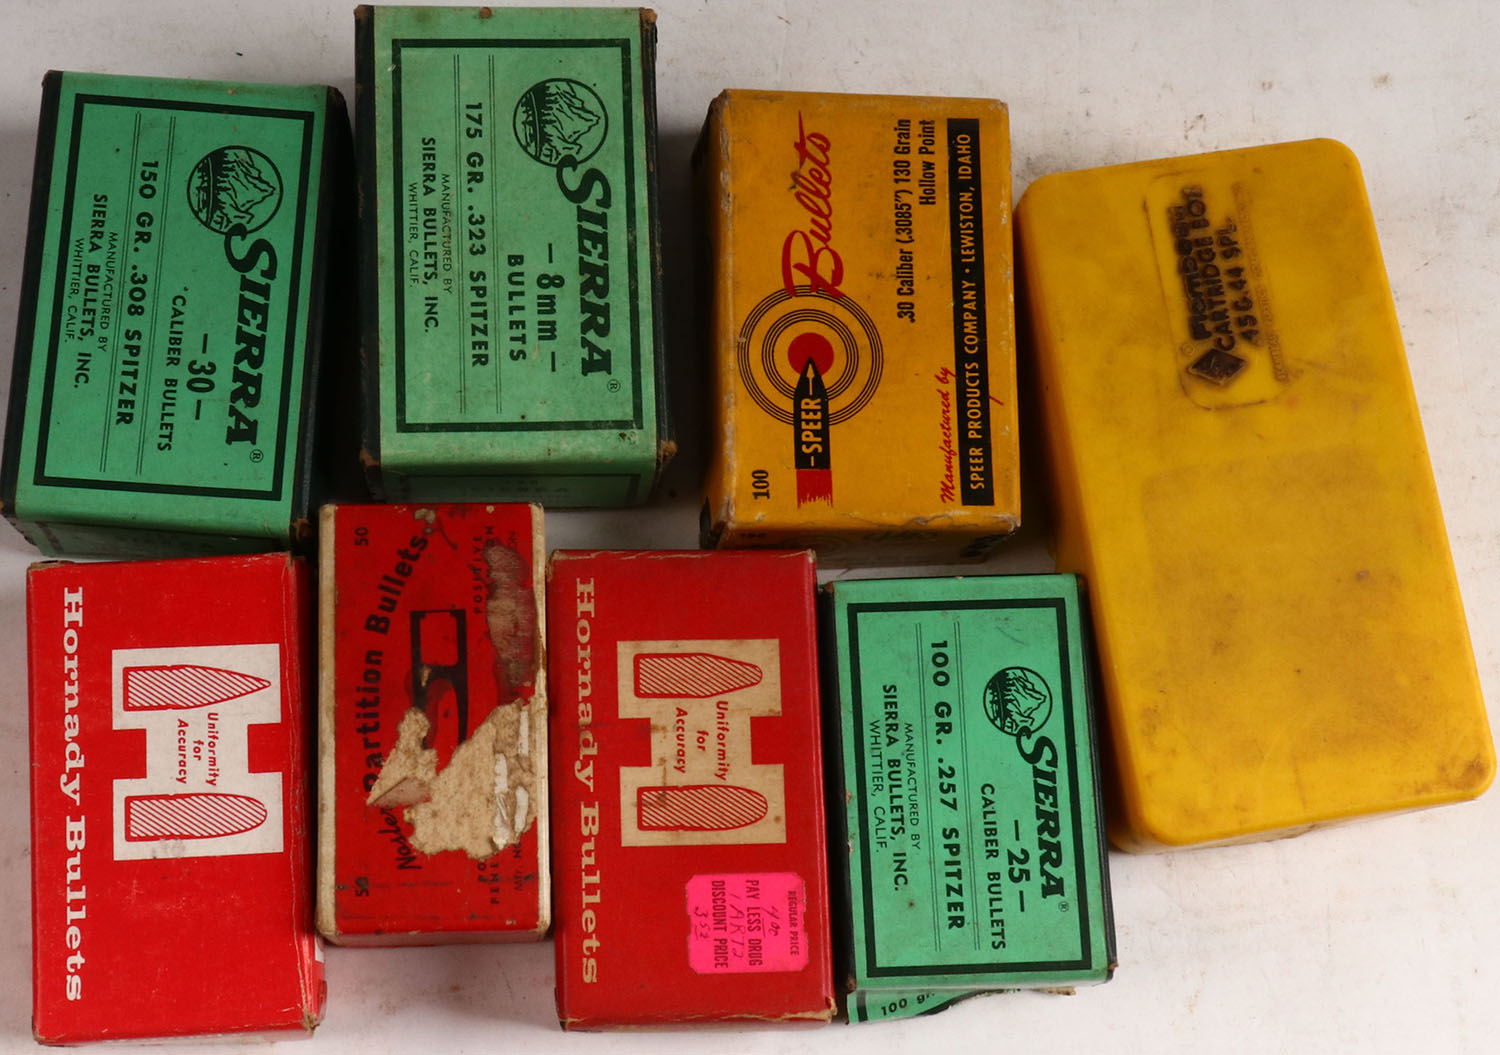 SIERRA®
-30-
CALIBER BULLETS
150 GR. .308 SPITZER
MANUFACTURED BY
SIERRA BULLETS, INC.
WHITTIER, CALIF.
SIERRA®
-8mm-
BULLETS
175 GR. .323 SPITZER
MANUFACTURED BY
SIERRA BULLETS, INC.
WHITTIER, CALIF.
Bullets
SPEER
100
.30 Caliber (.3085") 130 Grain
Hollow Point
Manufactured by
SPEER PRODUCTS COMPANY • LEWISTON, IDAHO
CARTRIDGE BOX
45 & 44 SPL.
Hornady Bullets
Uniformity
for
Accuracy
50
Partition Bullets
50
Hornady Bullets
Uniformity
for
Accuracy
REGULAR PRICE
4.00
PAY LESS DRUG
DISCOUNT PRICE
SIERRA®
-25-
CALIBER BULLETS
100 GR. .257 SPITZER
MANUFACTURED BY
SIERRA BULLETS, INC.
WHITTIER, CALIF.
100